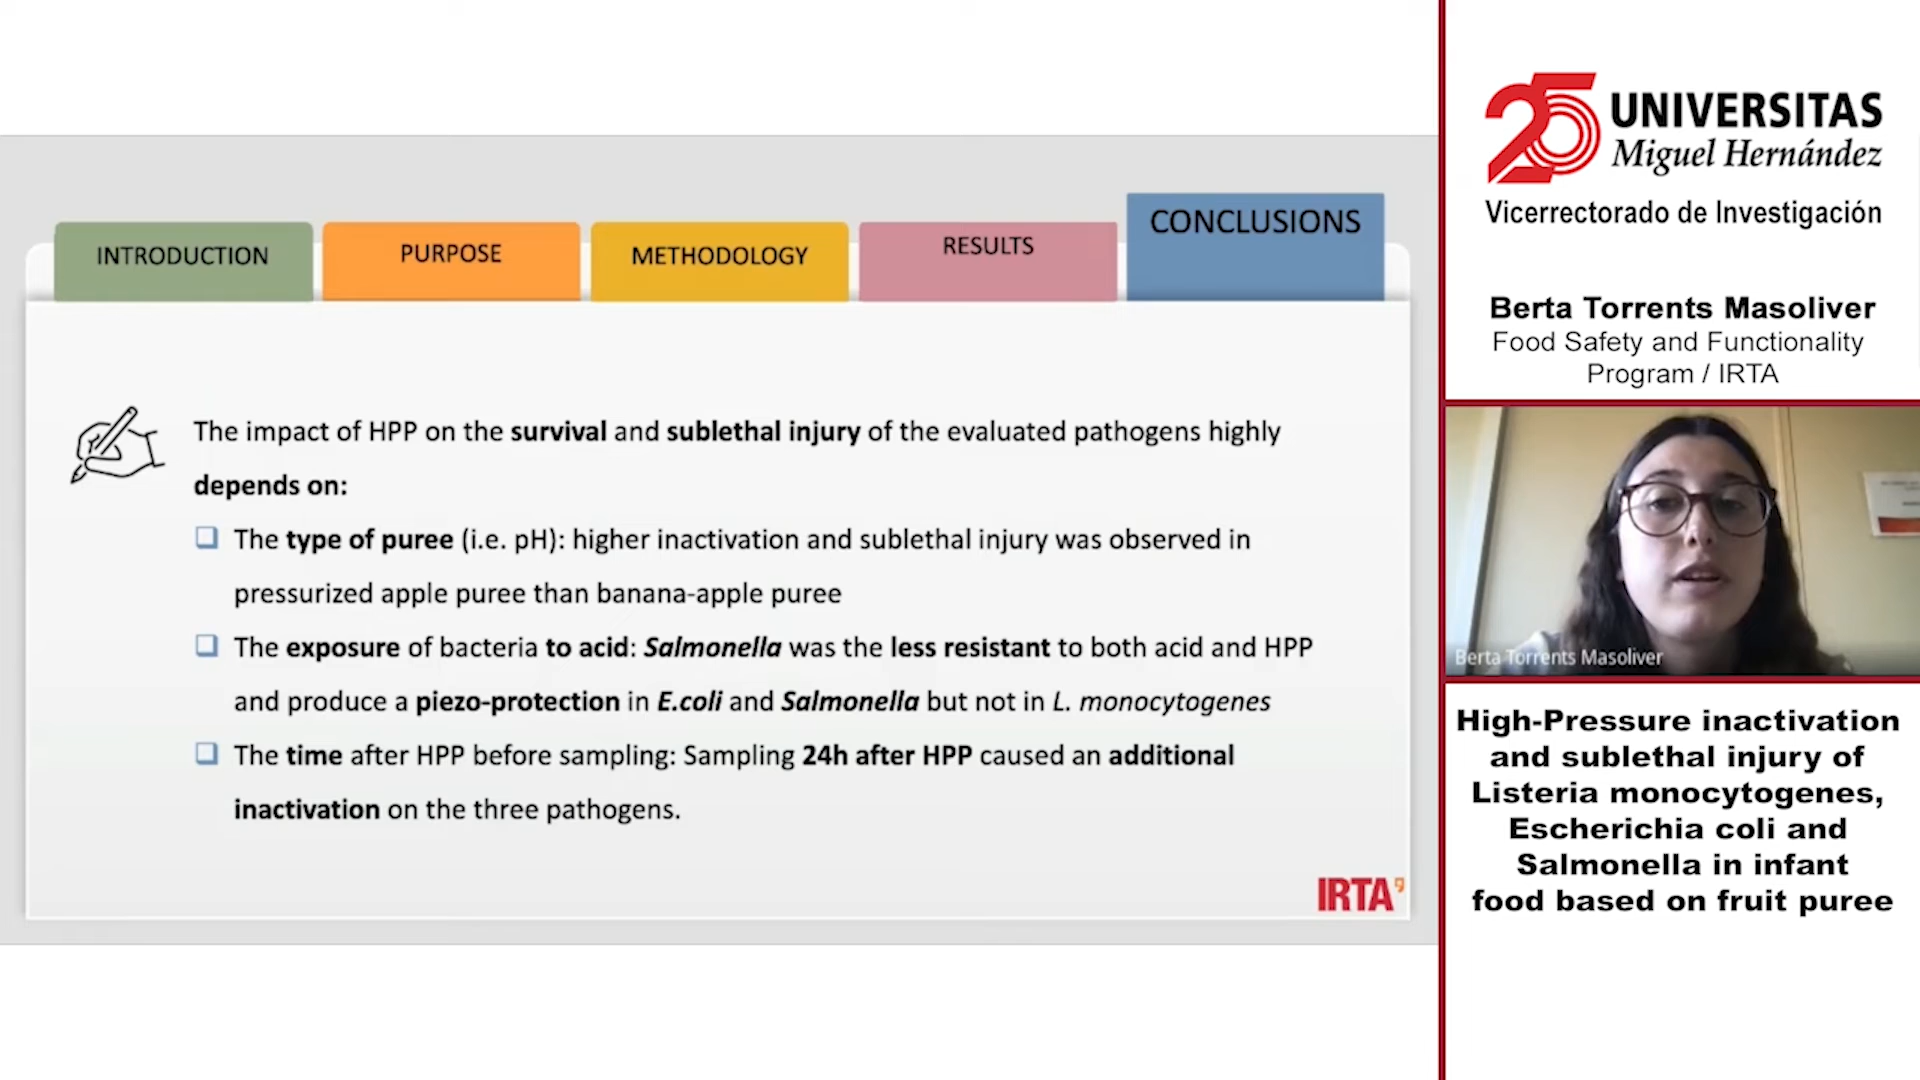 INTRODUCTION
PURPOSE
METHODOLOGY
RESULTS
CONCLUSIONS
The impact of HPP on the survival and sublethal injury of the evaluated pathogens highly
depends on:
The type of puree (i.e. pH): higher inactivation and sublethal injury was observed in
pressurized apple puree than banana-apple puree
The exposure of bacteria to acid: Salmonella was the less resistant to both acid and HPP
and produce a piezo-protection in E.coli and Salmonella but not in L. monocytogenes
The time after HPP before sampling: Sampling 24h after HPP caused an additional
inactivation on the three pathogens.
IRTA
25 UNIVERSITAS
Miguel Hernández
Vicerrectorado de Investigación
Berta Torrents Masoliver
Food Safety and Functionality
Program / IRTA
Berta Torrents Masoliver
High-Pressure inactivation
and sublethal injury of
Listeria monocytogenes,
Escherichia coli and
Salmonella in infant
food based on fruit puree